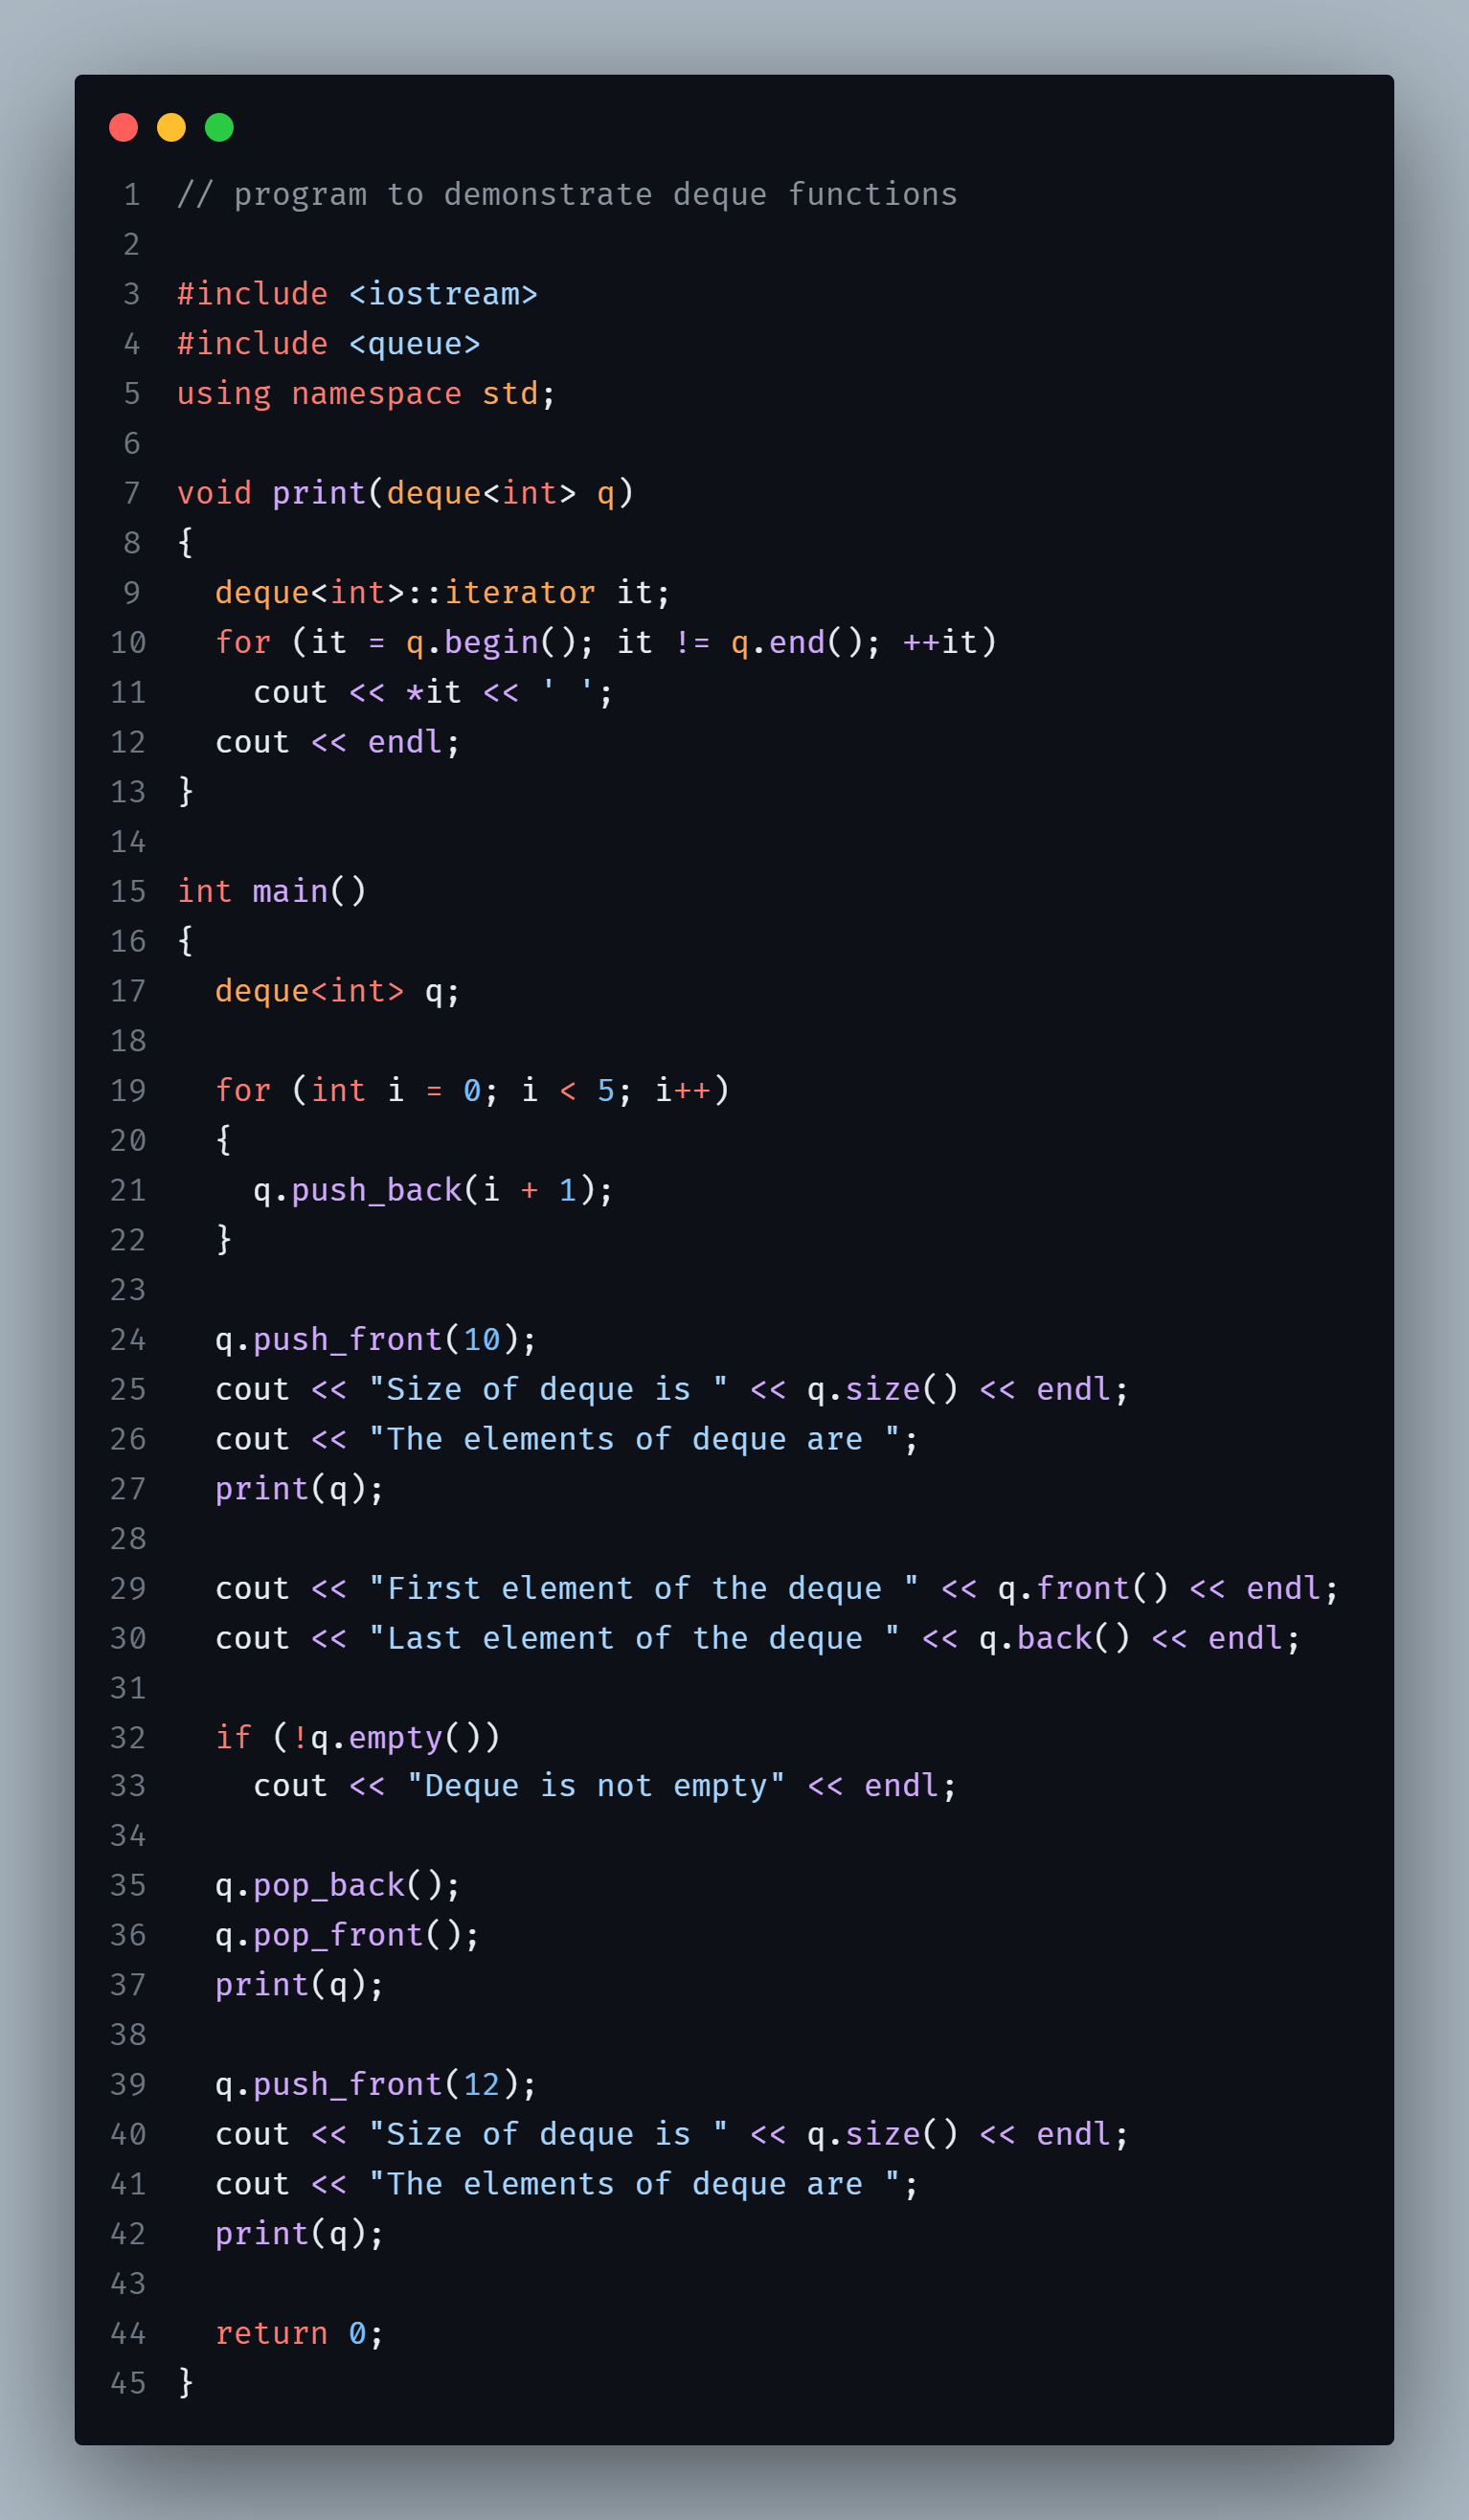 1 // program to demonstrate deque functions
2
3 #include <iostream>
4 #include <queue>
5 using namespace std;
6
7 void print(deque<int> q)
8 {
9   deque<int>::iterator it;
10   for (it = q.begin(); it != q.end(); ++it)
11     cout << *it << ' ';
12   cout << endl;
13 }
14
15 int main()
16 {
17   deque<int> q;
18
19   for (int i = 0; i < 5; i++)
20   {
21     q.push_back(i + 1);
22   }
23
24   q.push_front(10);
25   cout << "Size of deque is " << q.size() << endl;
26   cout << "The elements of deque are ";
27   print(q);
28
29   cout << "First element of the deque " << q.front() << endl;
30   cout << "Last element of the deque " << q.back() << endl;
31
32   if (!q.empty())
33     cout << "Deque is not empty" << endl;
34
35   q.pop_back();
36   q.pop_front();
37   print(q);
38
39   q.push_front(12);
40   cout << "Size of deque is " << q.size() << endl;
41   cout << "The elements of deque are ";
42   print(q);
43
44   return 0;
45 }